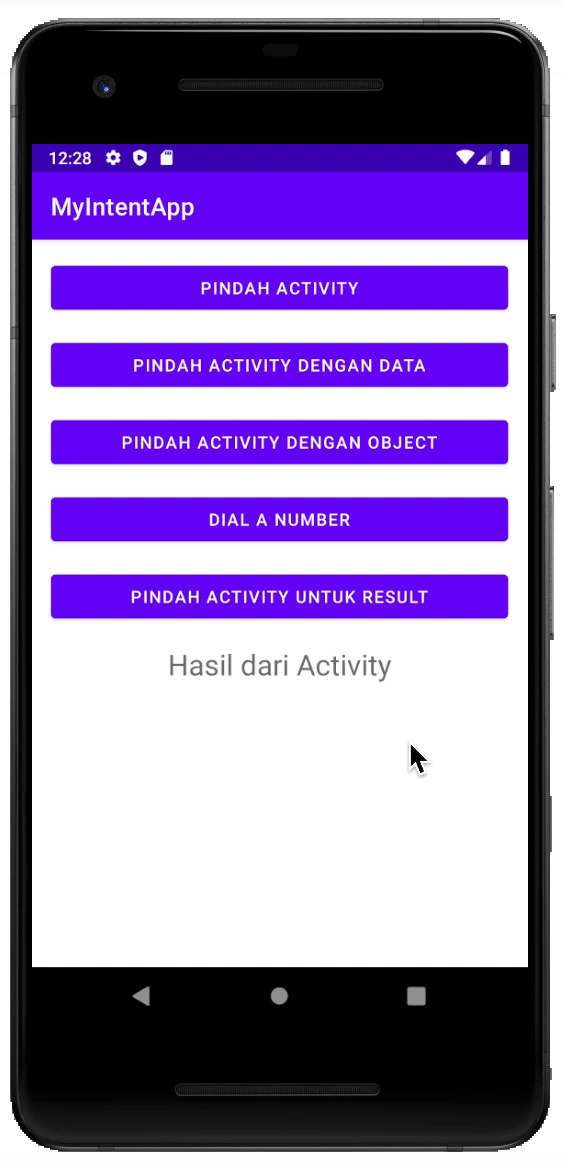 12:28
MyIntentApp
PINDAH ACTIVITY
PINDAH ACTIVITY DENGAN DATA
PINDAH ACTIVITY DENGAN OBJECT
DIAL A NUMBER
PINDAH ACTIVITY UNTUK RESULT
Hasil dari Activity